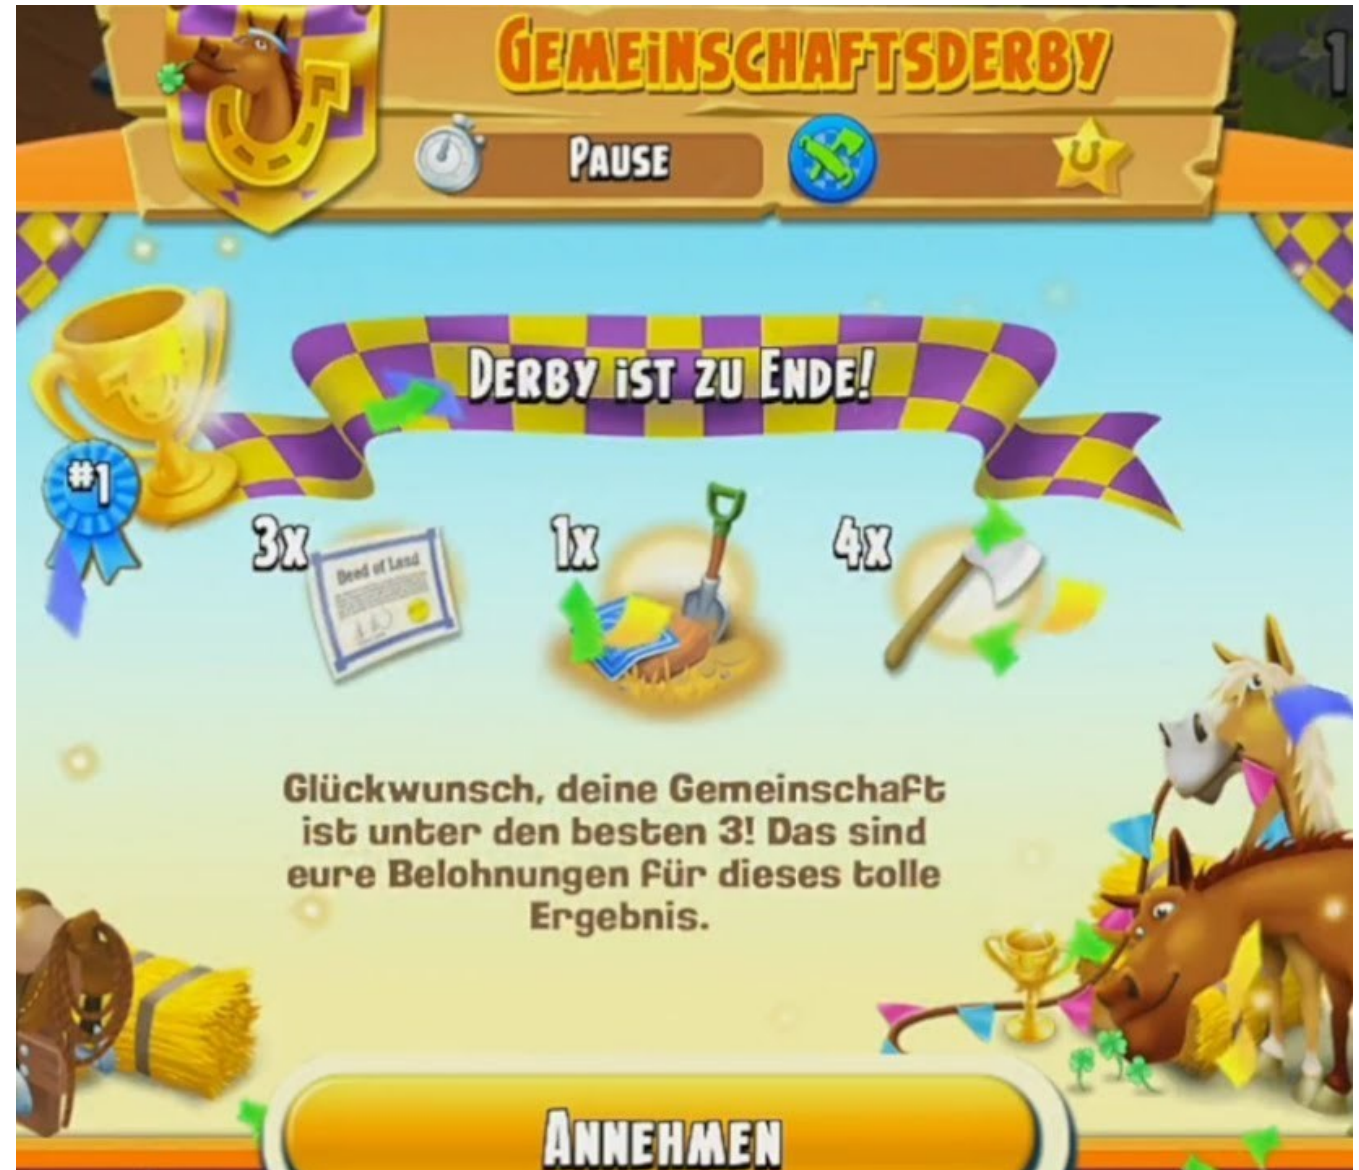 GEMEINSCHAFTSDERBY
PAUSE
DERBY IST ZU ENDE!
#1
3x
1x
4x
Deed of Land
Glückwunsch, deine Gemeinschaft
ist unter den besten 3! Das sind
eure Belohnungen für dieses tolle
Ergebnis.
ANNEHMEN